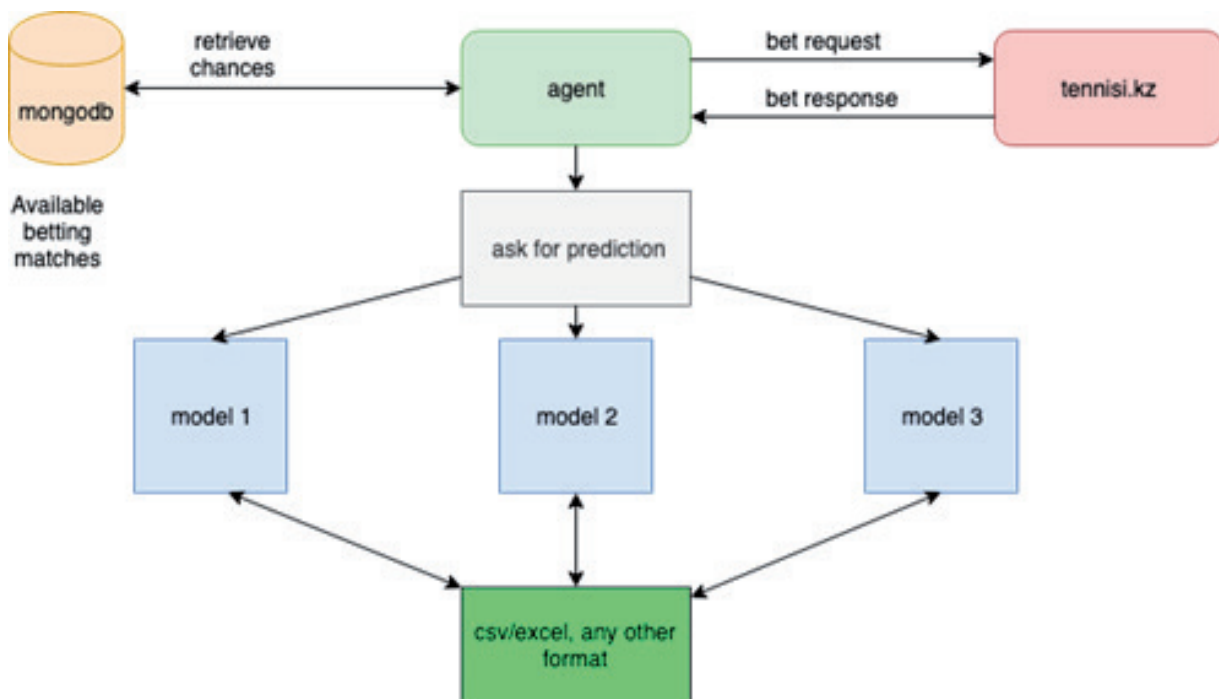 retrieve
chances
bet request
mongodb
agent
bet response
tennisi.kz
Available
betting
matches
ask for prediction
model 1
model 2
model 3
csv/excel, any other
format